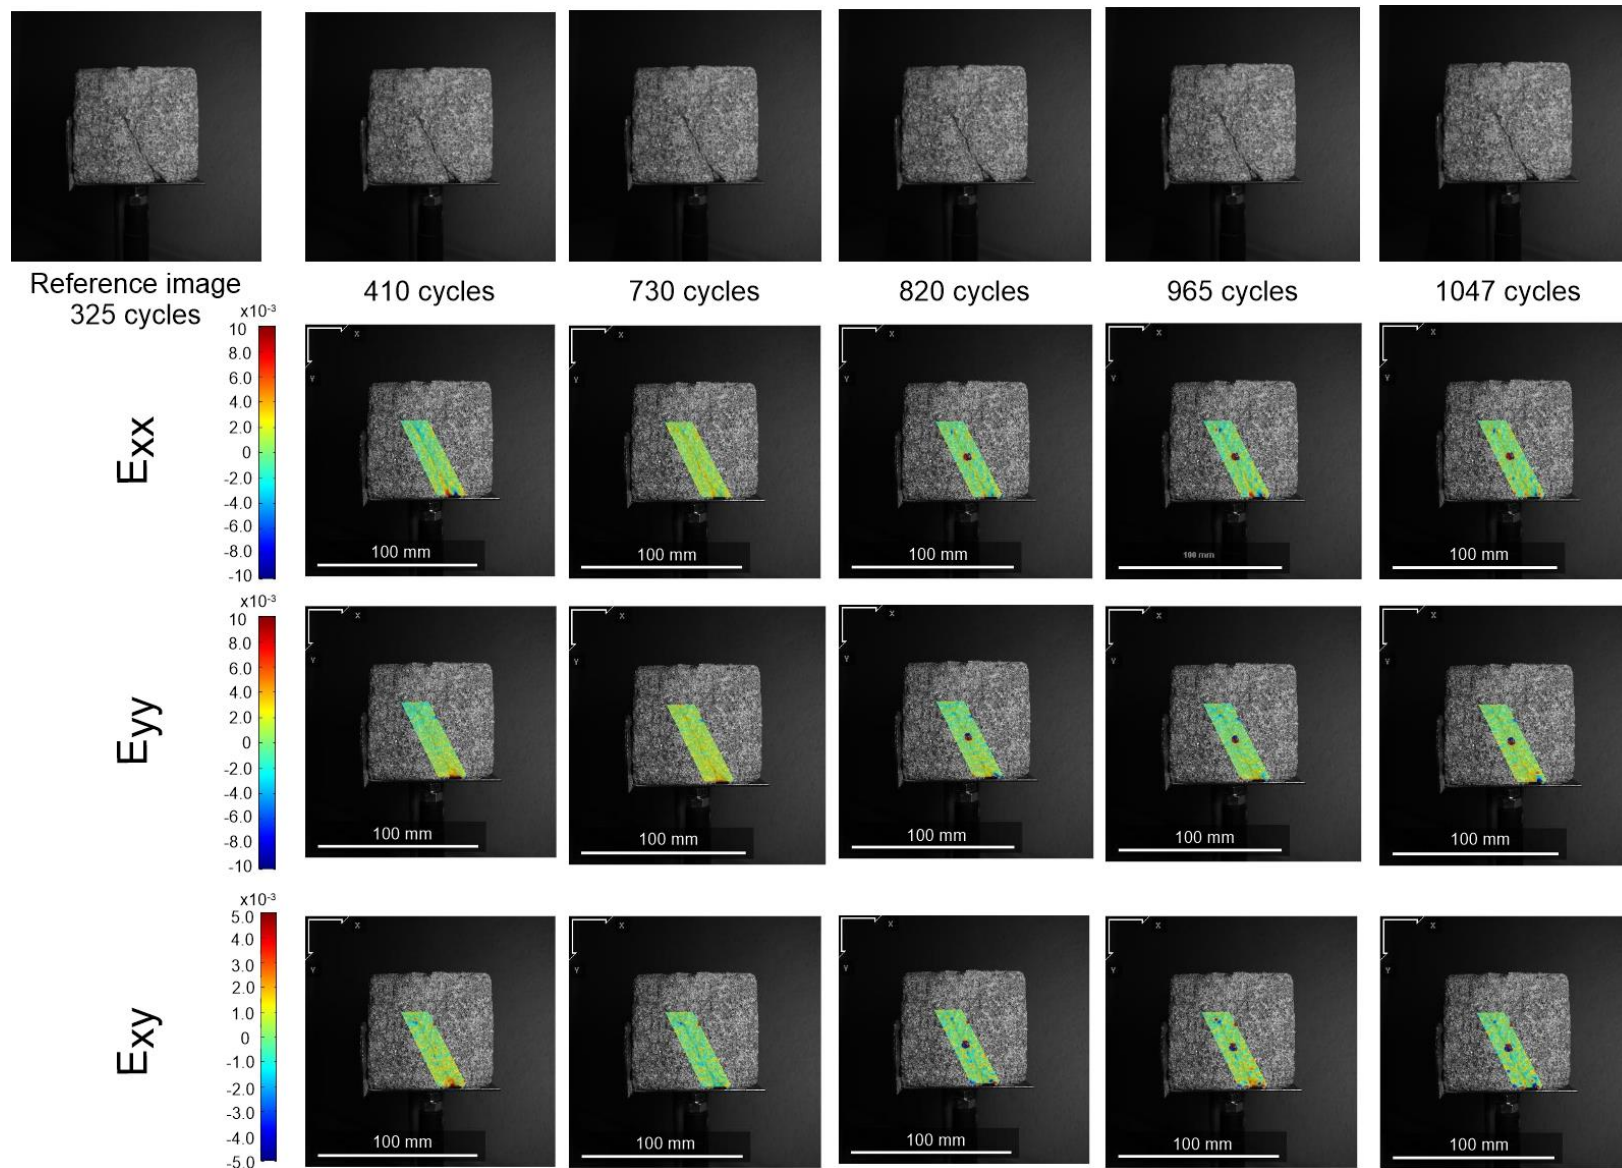 Reference image
325 cycles
410 cycles
730 cycles
820 cycles
965 cycles
1047 cycles
Exx
x10-3
10
8.0
6.0
4.0
2.0
0
-2.0
-4.0
-6.0
-8.0
-10
X
Y
100 mm
X
Y
100 mm
X
Y
100 mm
X
Y
100 mm
X
Y
100 mm
Eyy
x10-3
10
8.0
6.0
4.0
2.0
0
-2.0
-4.0
-6.0
-8.0
-10
X
Y
100 mm
X
Y
100 mm
X
Y
100 mm
X
Y
100 mm
X
Y
100 mm
Exy
x10-3
5.0
4.0
3.0
2.0
1.0
0
-1.0
-2.0
-3.0
-4.0
-5.0
X
Y
100 mm
X
Y
100 mm
X
Y
100 mm
X
Y
100 mm
X
Y
100 mm